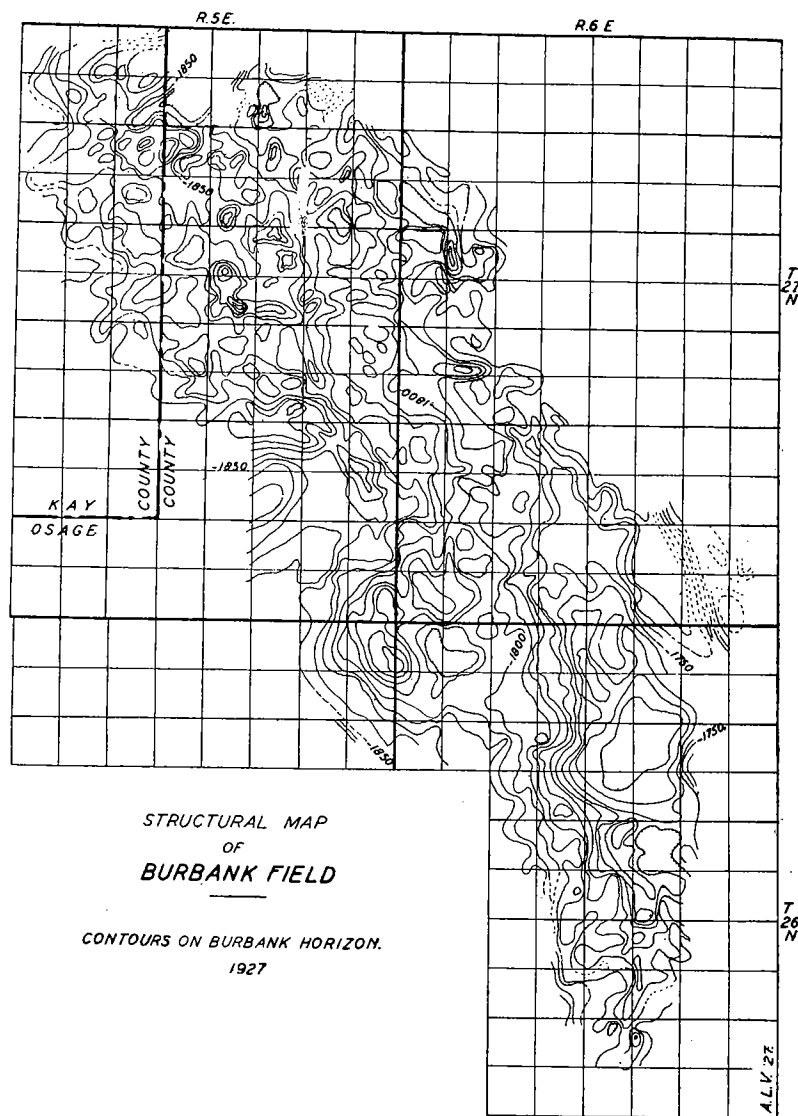 R.5E.
R.6 E
-1850
-1850
T
27
N
-1800
-1850.
COUNTY
COUNTY
KAY
OSAGE
-1800
-1750
-1850
-1750.
STRUCTURAL MAP
OF
BURBANK FIELD
CONTOURS ON BURBANK HORIZON.
1927
T
26
N
A.L.V. '27.